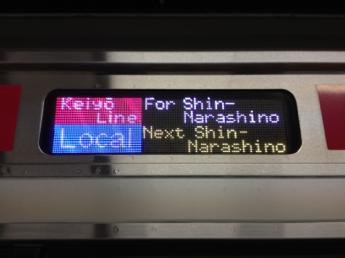 Keiyō
Line
Local
For Shin-
Narashino
Next Shin-
Narashino